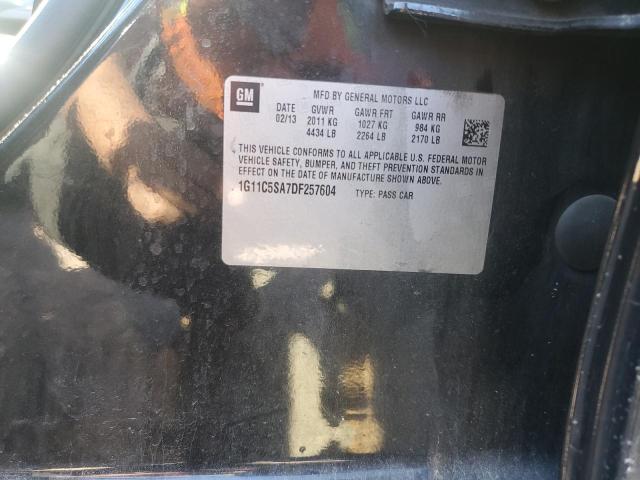 GM
MFD BY GENERAL MOTORS LLC
DATE GVWR GAWR FRT GAWR RR
02/13 2011 KG 1027 KG 984 KG
4434 LB 2264 LB 2170 LB
THIS VEHICLE CONFORMS TO ALL APPLICABLE U.S. FEDERAL MOTOR
VEHICLE SAFETY, BUMPER, AND THEFT PREVENTION STANDARDS IN
EFFECT ON THE DATE OF MANUFACTURE SHOWN ABOVE.
1G11C5SA7DF257604 TYPE: PASS CAR